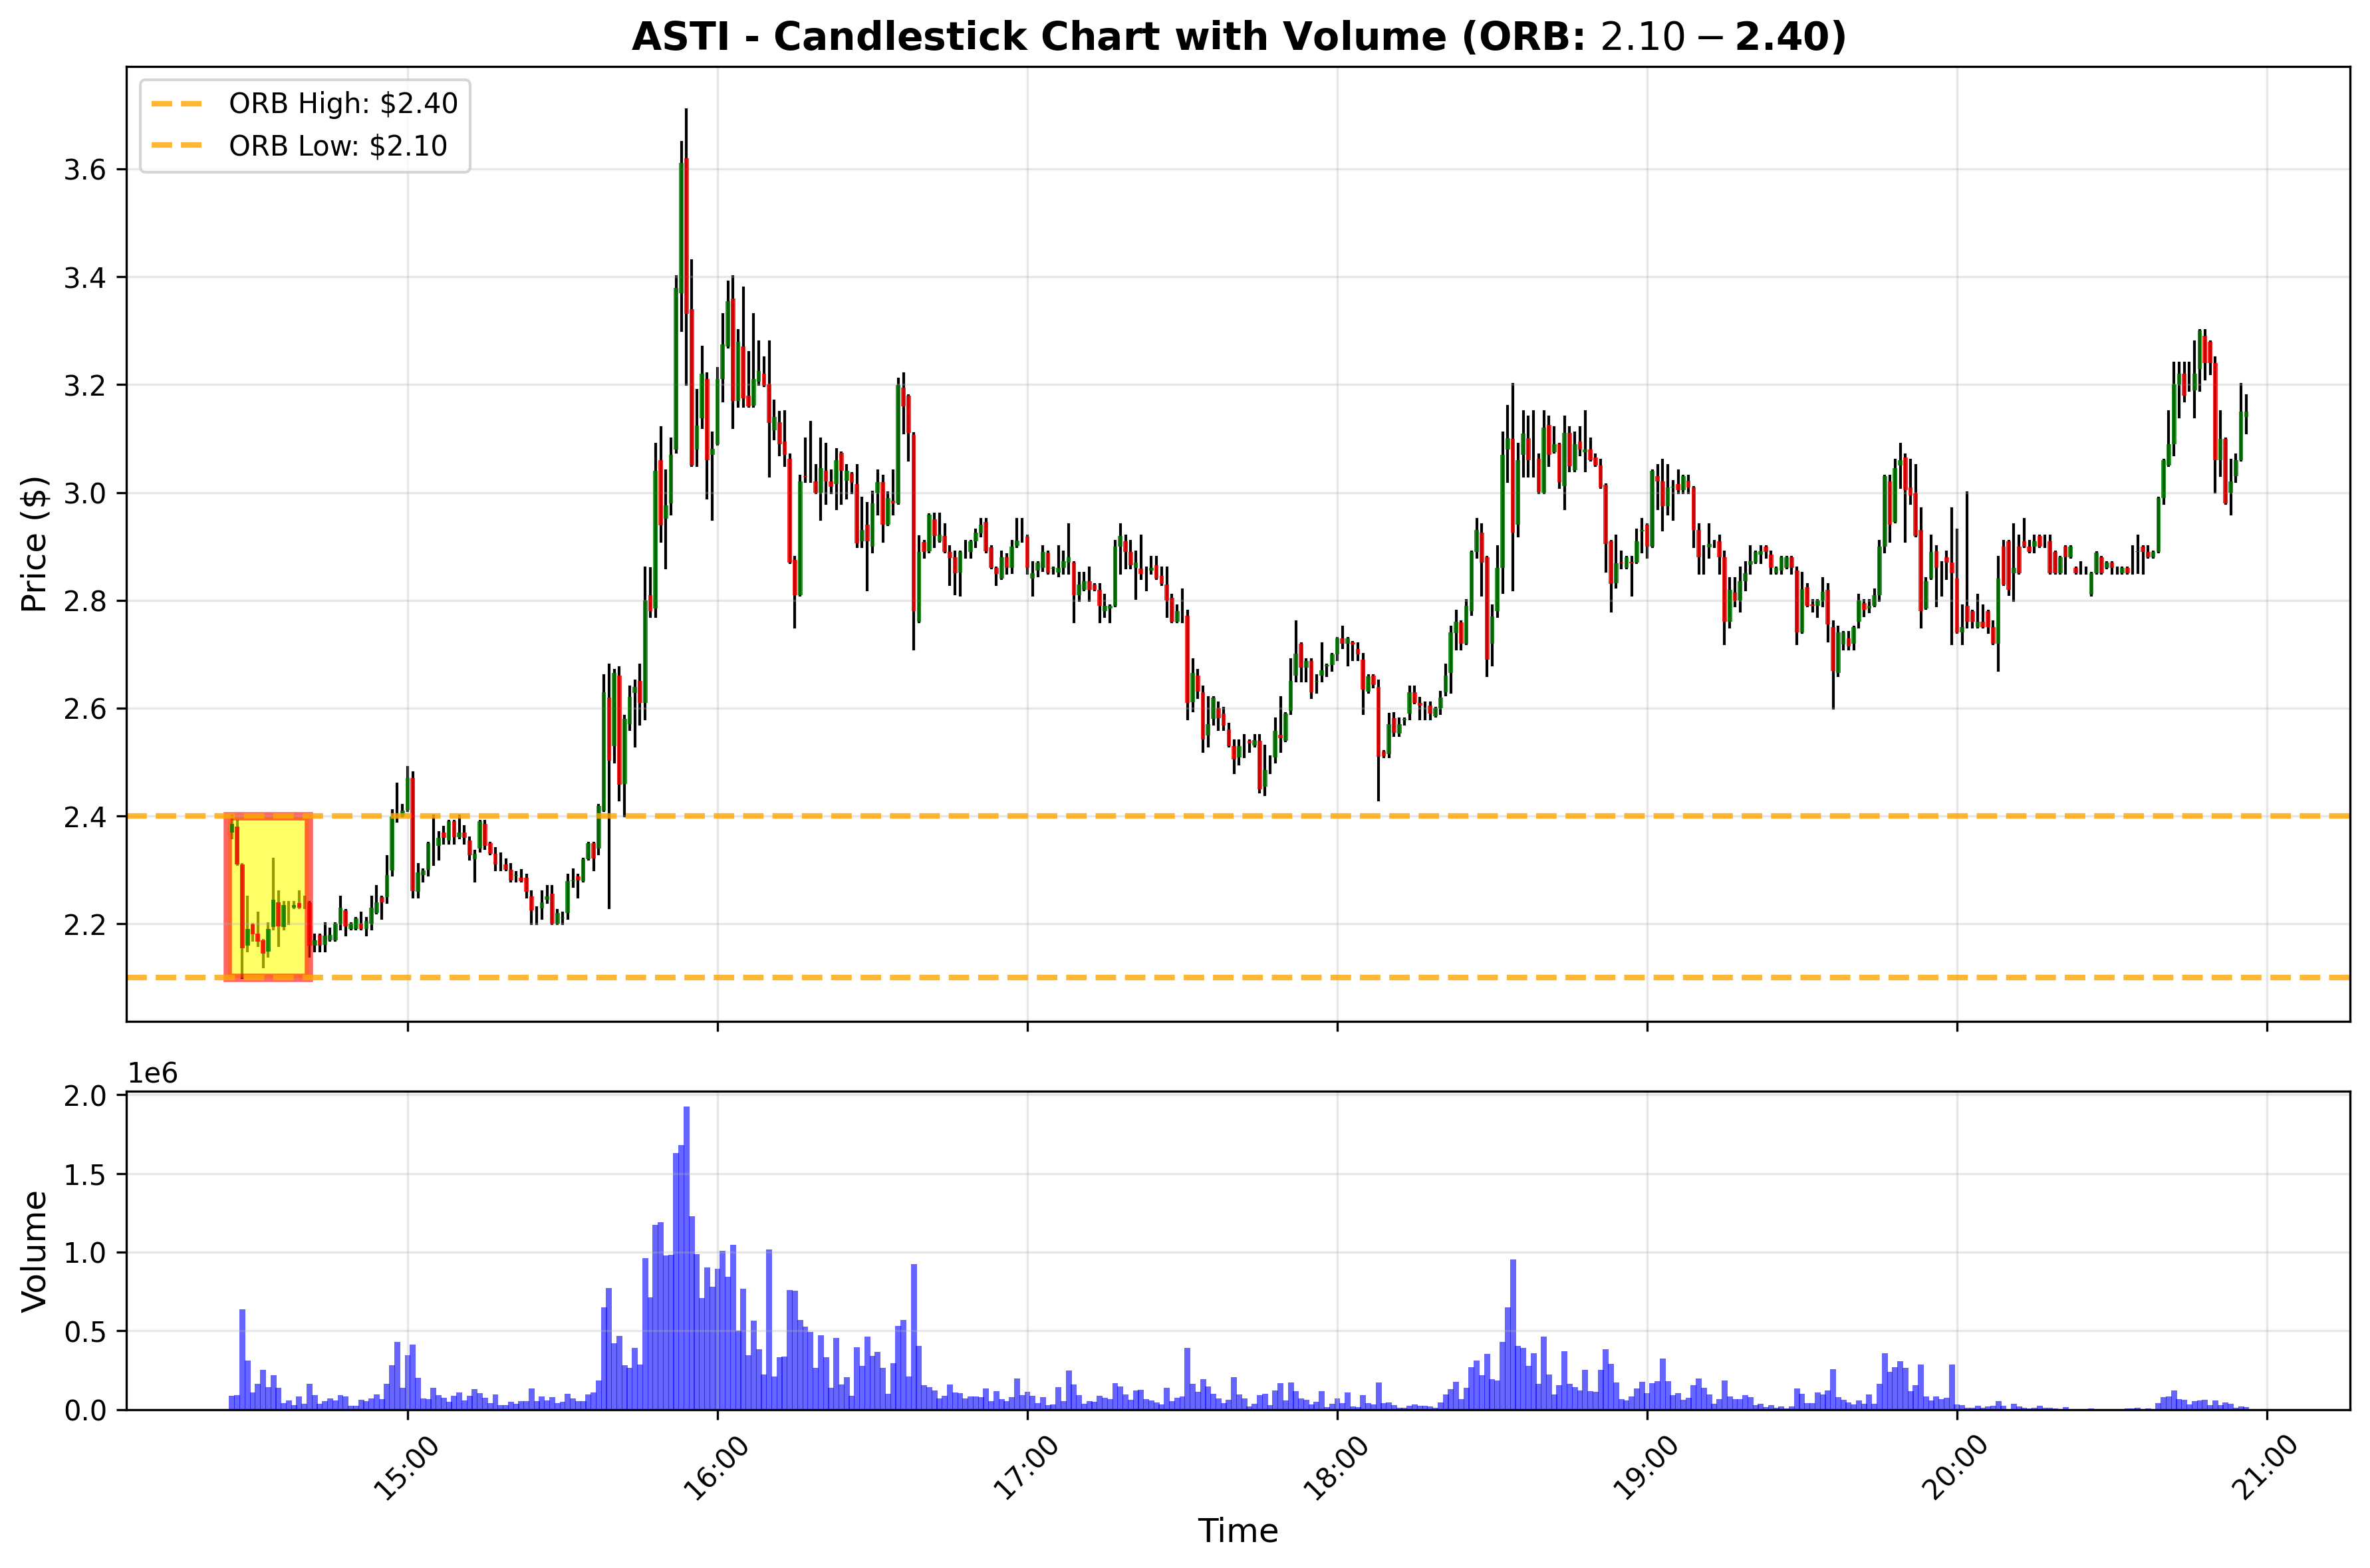 ASTI - Candlestick Chart with Volume (ORB: 2.10 − 2.40)
ORB High: $2.40
ORB Low: $2.10
Price ($)
3.6
3.4
3.2
3.0
2.8
2.6
2.4
2.2
1e6
Volume
2.0
1.5
1.0
0.5
0.0
15:00
16:00
17:00
18:00
19:00
20:00
21:00
Time